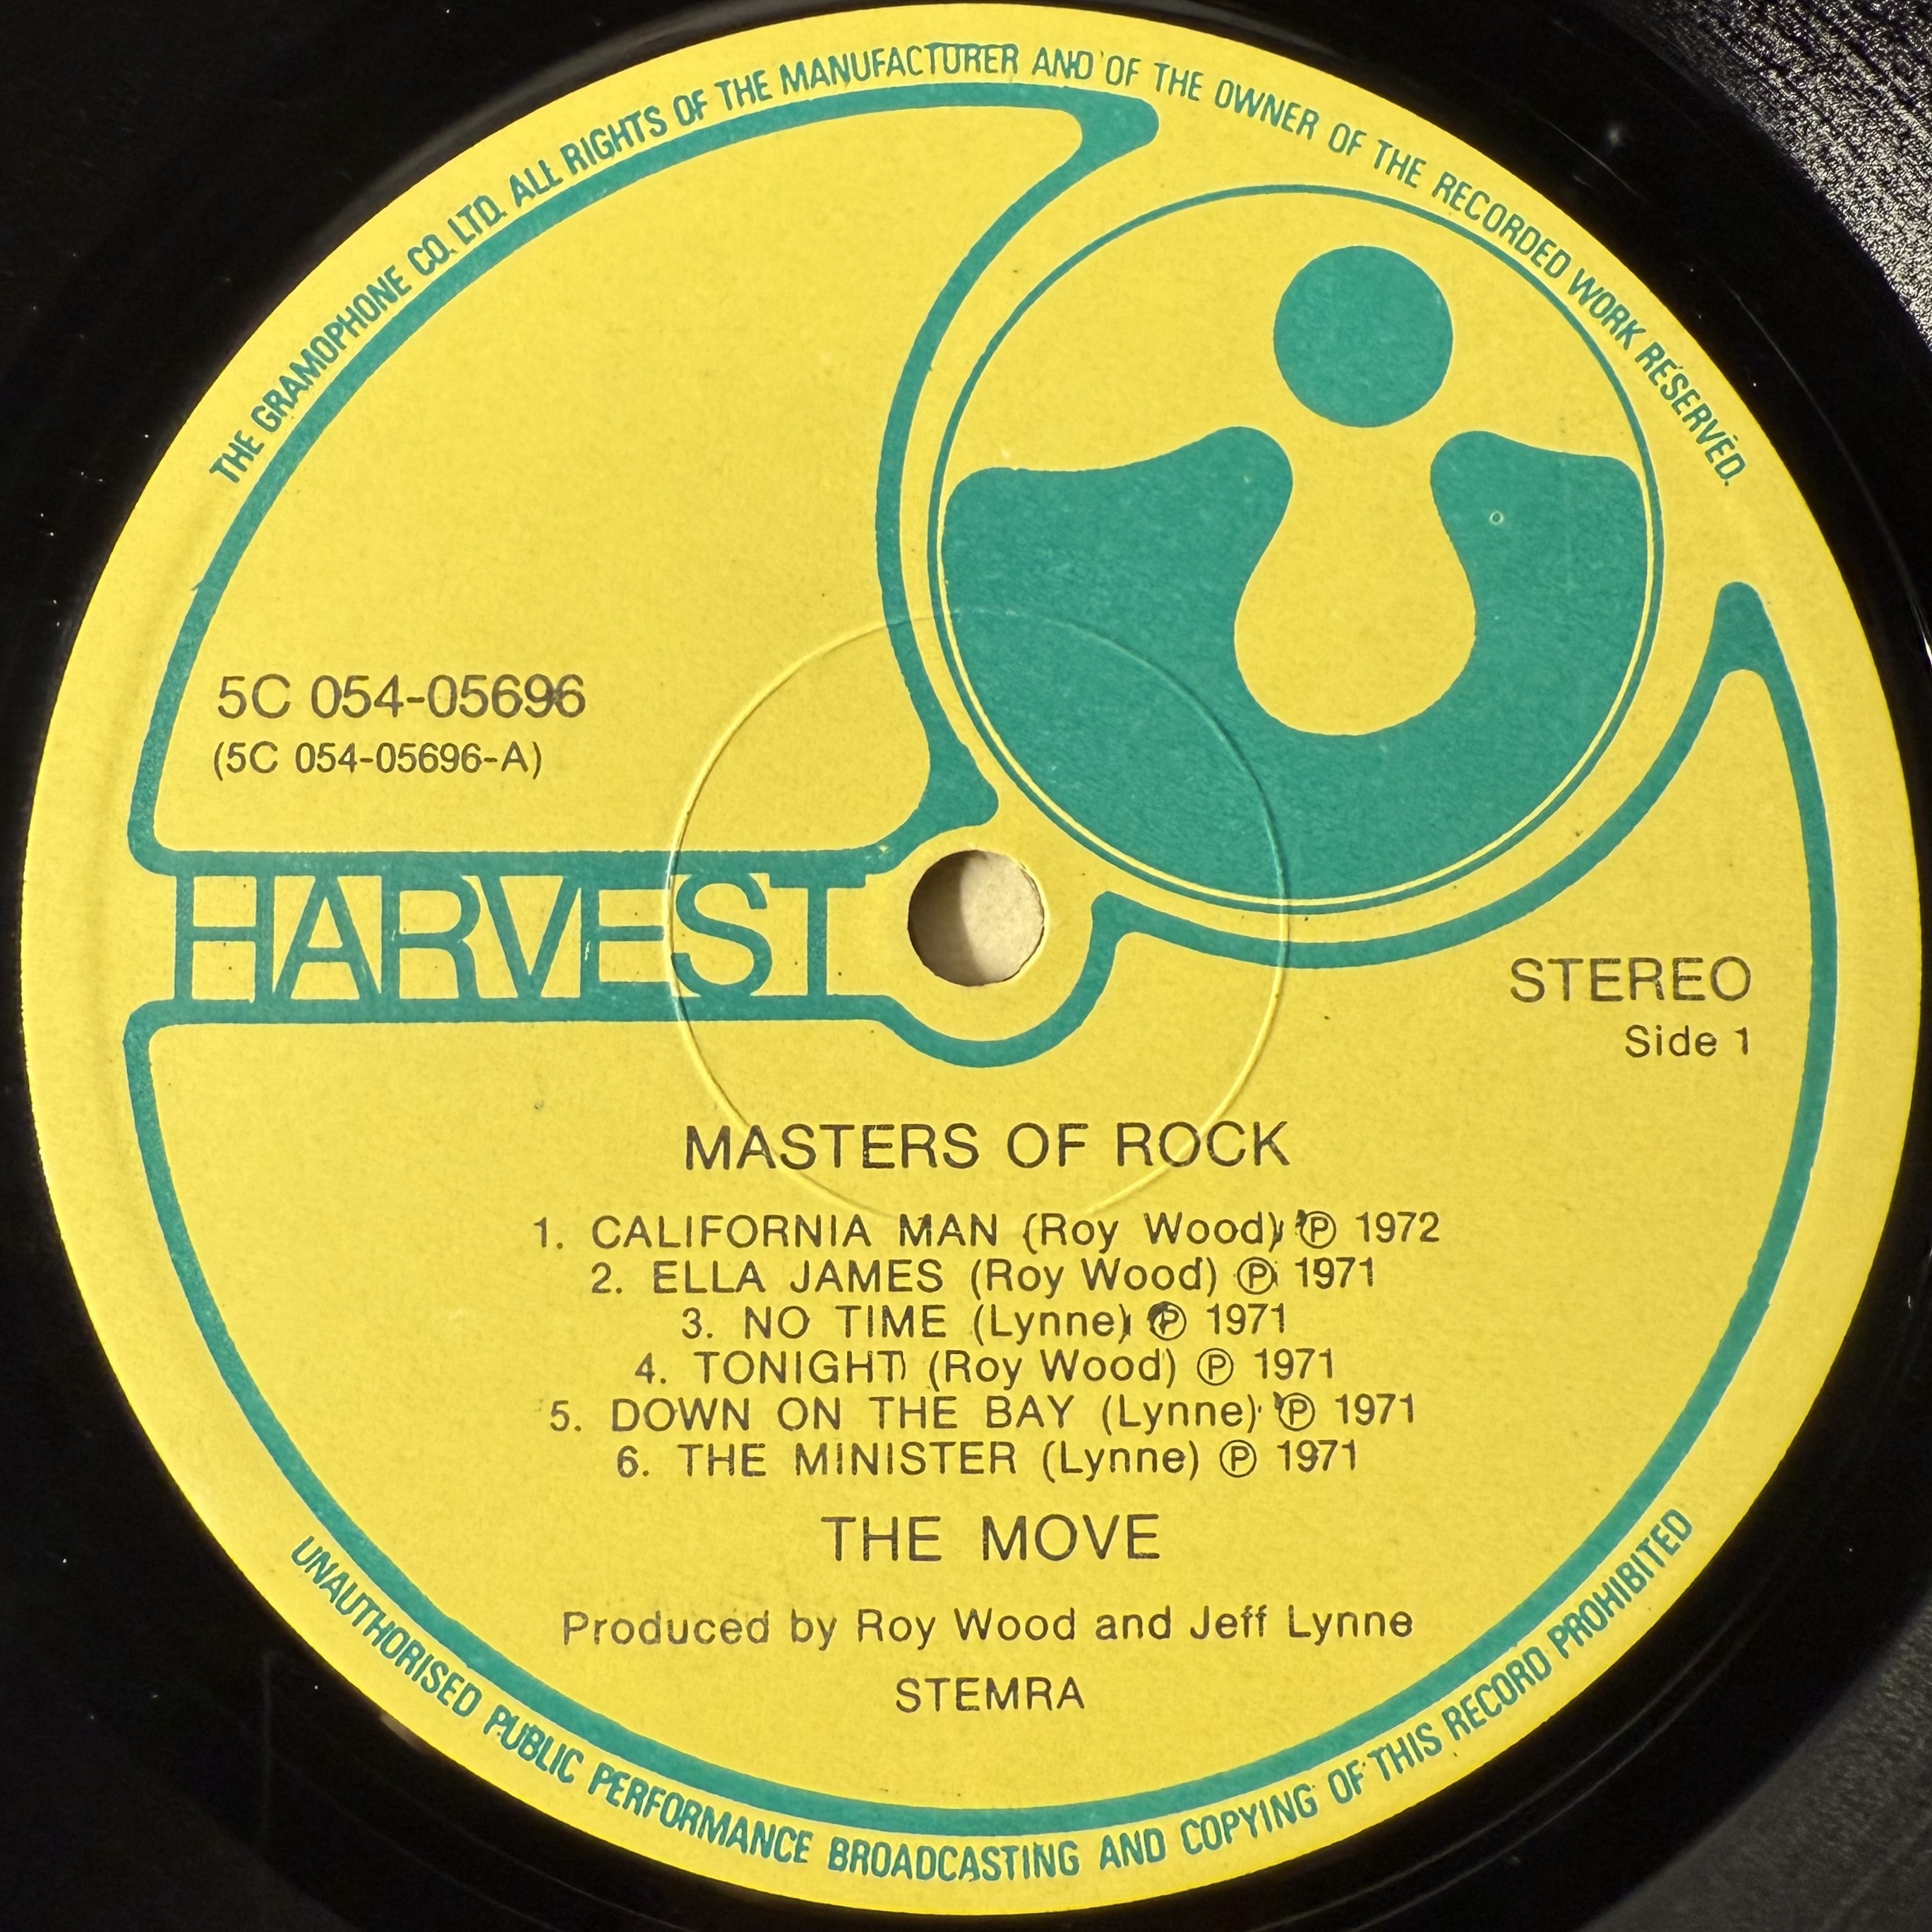 THE GRAMOPHONE CO. LTD. ALL RIGHTS OF THE MANUFACTURER AND OF THE OWNER OF THE RECORDED WORK RESERVED.
5C 054-05696
(5C 054-05696-A)
HARVEST
STEREO
Side 1
MASTERS OF ROCK
1. CALIFORNIA MAN (Roy Wood) ℗ 1972
2. ELLA JAMES (Roy Wood) ℗ 1971
3. NO TIME (Lynne) ℗ 1971
4. TONIGHT (Roy Wood) ℗ 1971
5. DOWN ON THE BAY (Lynne) ℗ 1971
6. THE MINISTER (Lynne) ℗ 1971
THE MOVE
Produced by Roy Wood and Jeff Lynne
STEMRA
UNAUTHORISED PUBLIC PERFORMANCE BROADCASTING AND COPYING OF THIS RECORD PROHIBITED